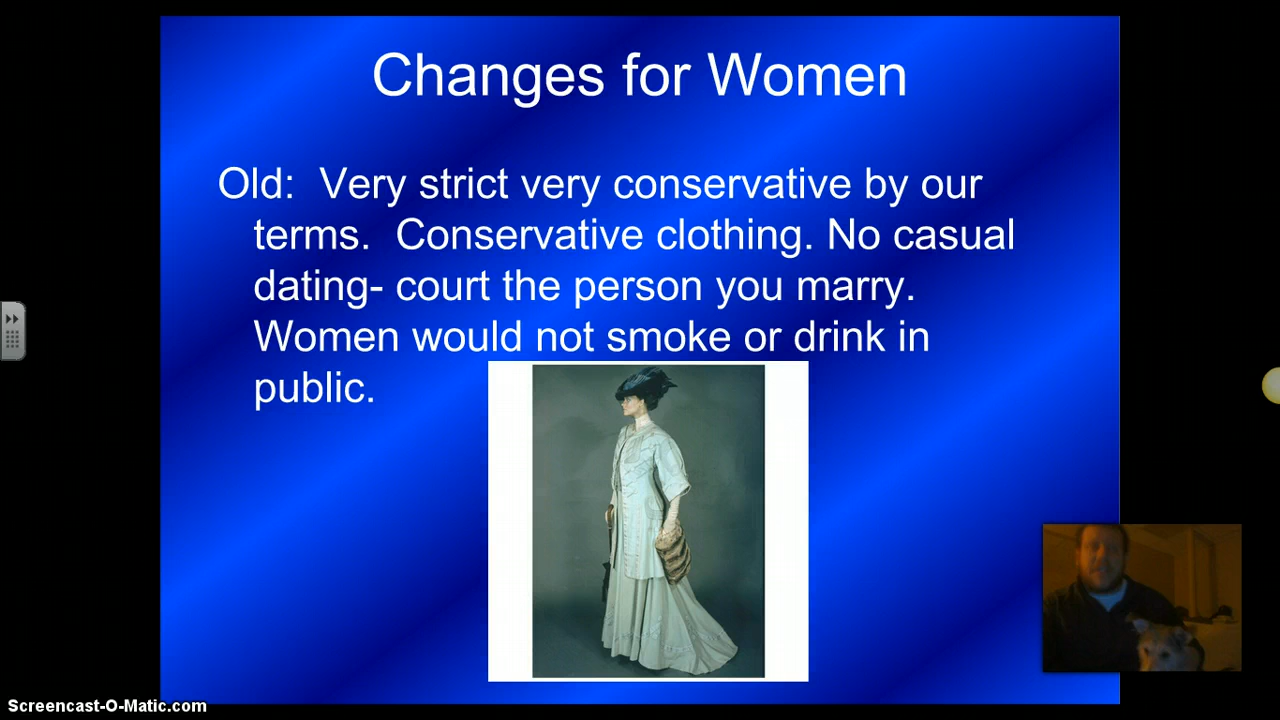 Changes for Women
Old:  Very strict very conservative by our
terms.  Conservative clothing. No casual
dating- court the person you marry.
Women would not smoke or drink in
public.
Screencast-O-Matic.com